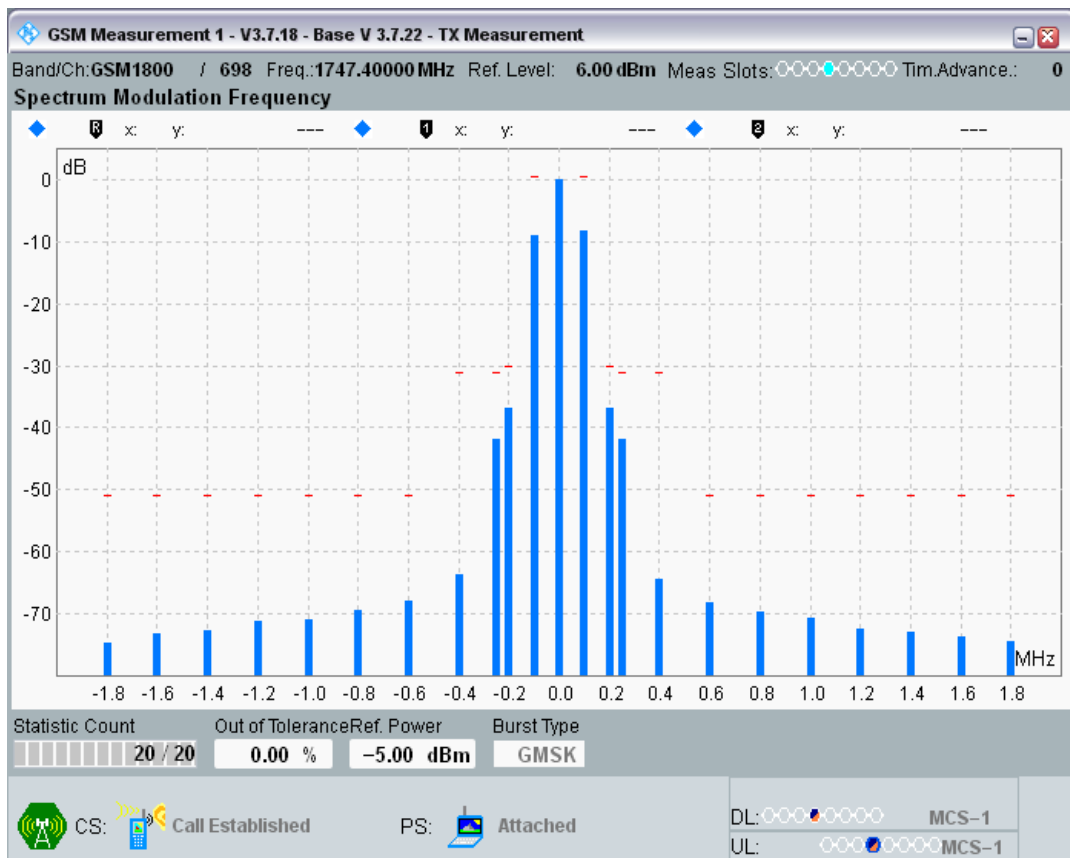 GSM Measurement 1 - V3.7.18 - Base V 3.7.22 - TX Measurement
Band/Ch:GSM1800 / 698 Freq.:1747.40000 MHz Ref. Level: 6.00 dBm Meas Slots: Tim.Advance.: 0
Spectrum Modulation Frequency
R x: y: --- 1 x: y: --- 2 x: y: ---
dB
0
-10
-20
-30
-40
-50
-60
-70
MHz
-1.8 -1.6 -1.4 -1.2 -1.0 -0.8 -0.6 -0.4 -0.2 0.0 0.2 0.4 0.6 0.8 1.0 1.2 1.4 1.6 1.8
Statistic Count Out of Tolerance Ref. Power Burst Type
20 / 20 0.00 % −5.00 dBm GMSK
CS: Call Established PS: Attached
DL: MCS−1
UL: MCS−1